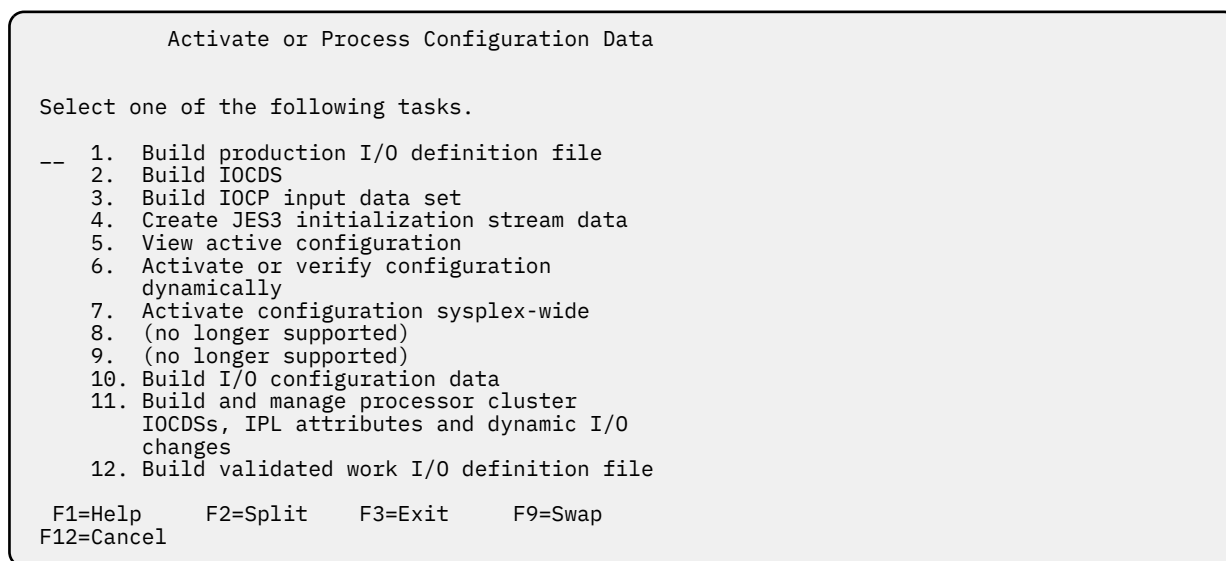 Activate or Process Configuration Data
Select one of the following tasks.
__ 1. Build production I/O definition file
2. Build IOCDS
3. Build IOCP input data set
4. Create JES3 initialization stream data
5. View active configuration
6. Activate or verify configuration
dynamically
7. Activate configuration sysplex-wide
8. (no longer supported)
9. (no longer supported)
10. Build I/O configuration data
11. Build and manage processor cluster
IOCDSs, IPL attributes and dynamic I/O
changes
12. Build validated work I/O definition file
F1=Help F2=Split F3=Exit F9=Swap
F12=Cancel